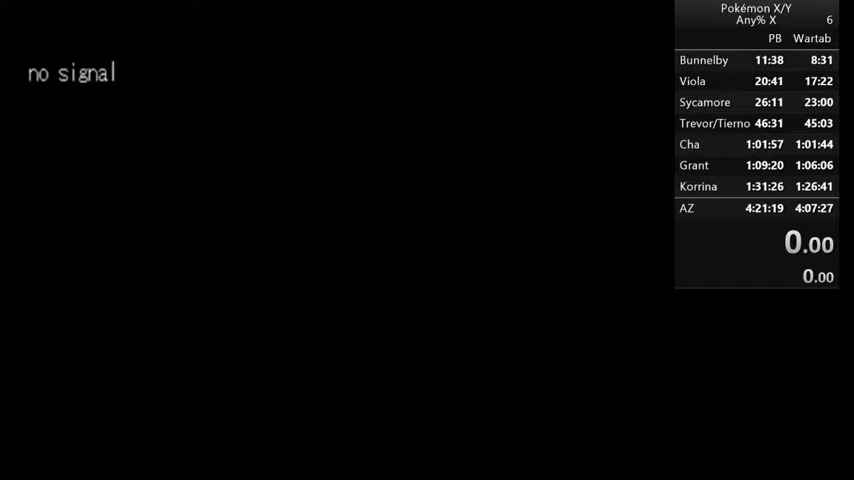 no signal
Pokémon X/Y
Any% X 6
PB Wartab
Bunnelby 11:38 8:31
Viola 20:41 17:22
Sycamore 26:11 23:00
Trevor/Tierno 46:31 45:03
Cha 1:01:57 1:01:44
Grant 1:09:20 1:06:06
Korrina 1:31:26 1:26:41
AZ 4:21:19 4:07:27
0.00
0.00